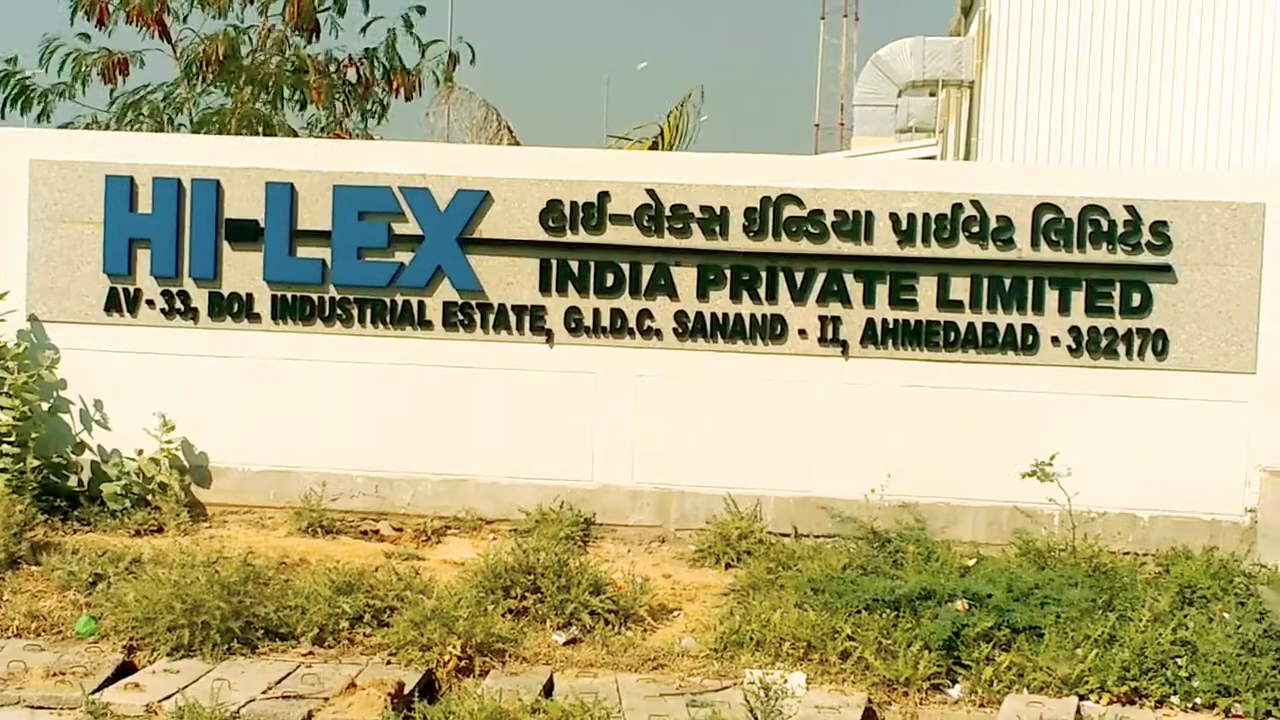 HI-LEX
હાઈ-લેક્સ ઈન્ડિયા પ્રાઈવેટ લિમિટેડ
INDIA PRIVATE LIMITED
AV - 33, BOL INDUSTRIAL ESTATE, G.I.D.C. SANAND - II, AHMEDABAD - 382170